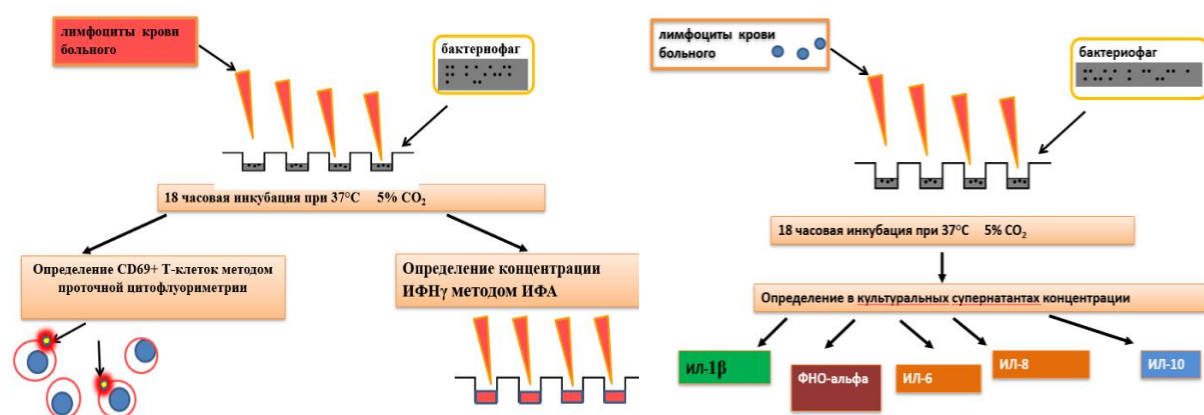 лимфоциты крови
больного
бактериофаг
18 часовая инкубация при 37°C 5% CO₂
Определение CD69+ Т-клеток методом
проточной цитофлуориметрии
Определение концентрации
ИФНγ методом ИФА
лимфоциты крови
больного
бактериофаг
18 часовая инкубация при 37°C 5% CO₂
Определение в культуральных супернатантах концентрации
ИЛ-1β
ФНО-альфа
ИЛ-6
ИЛ-8
ИЛ-10